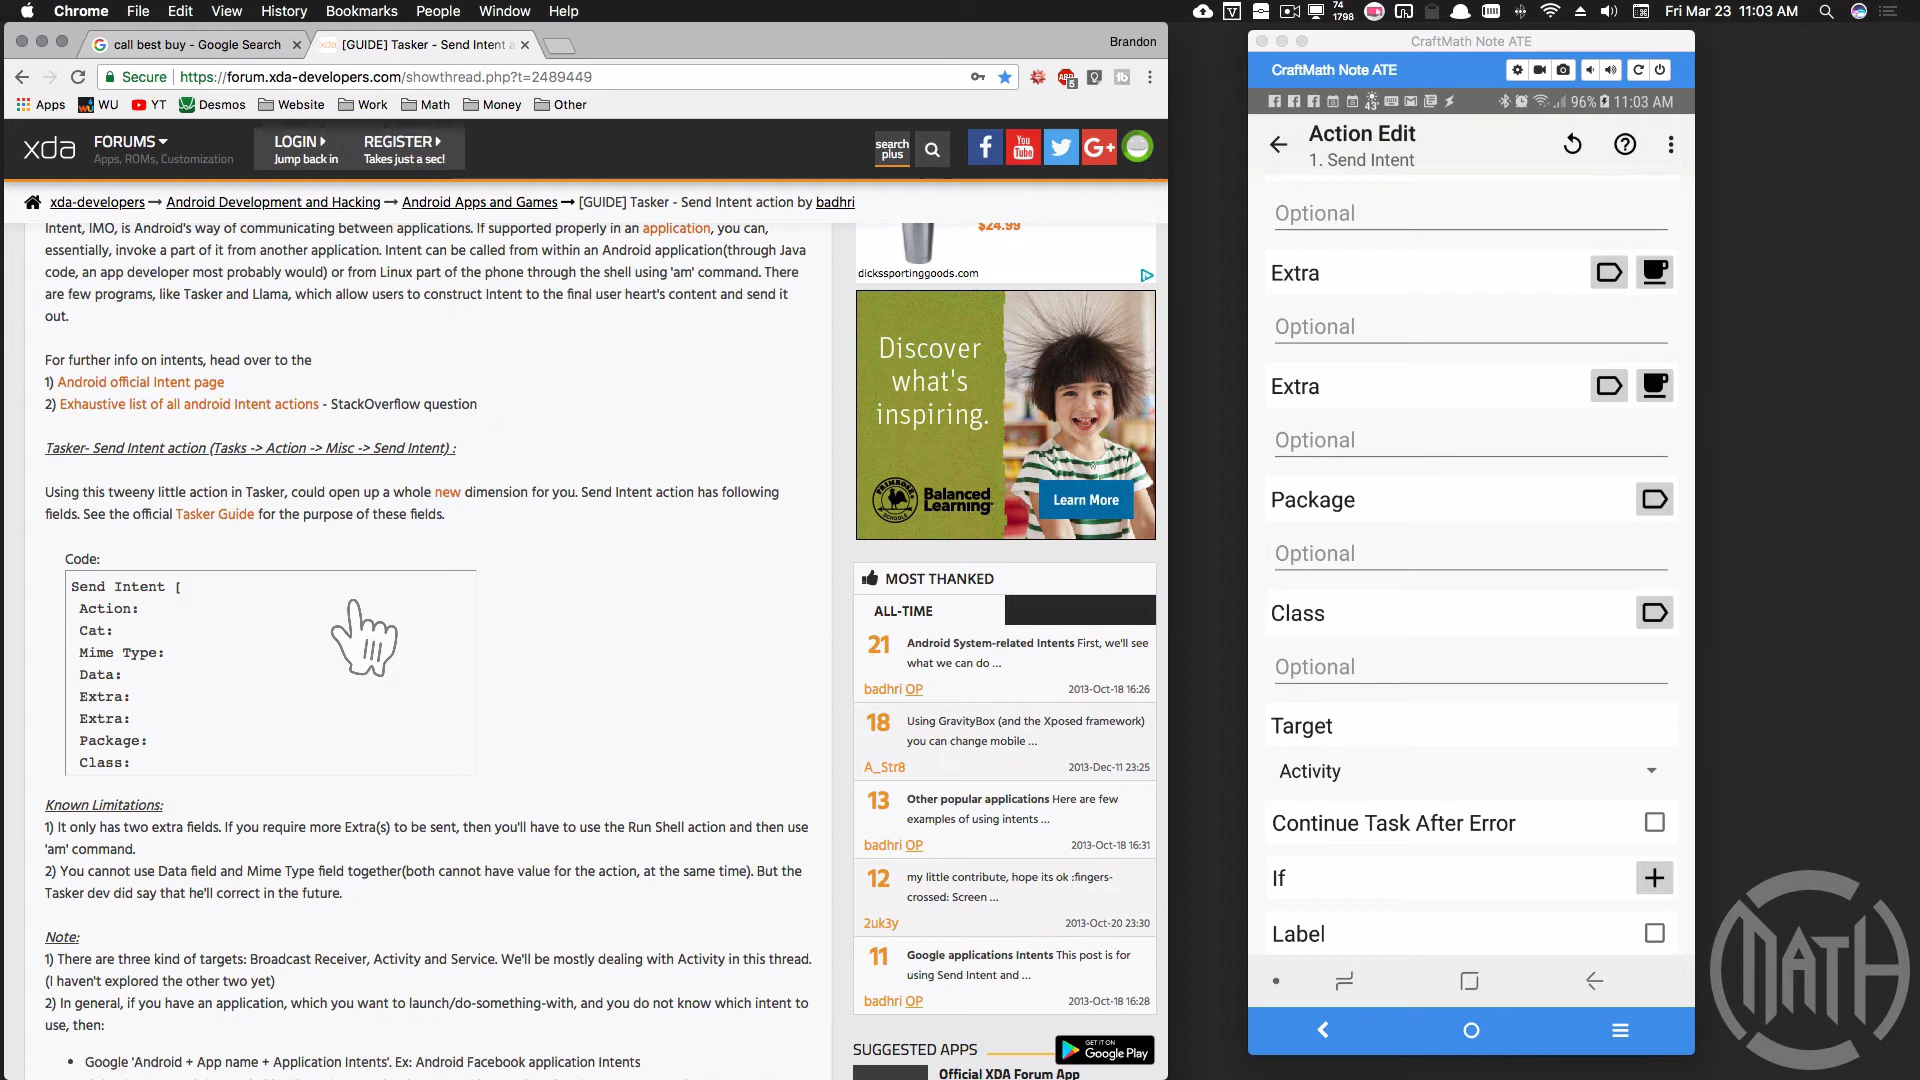 Chrome File Edit View History Bookmarks People Window Help
74
1798
Fri Mar 23 11:03 AM
call best buy - Google Search
[GUIDE] Tasker - Send Intent a
Brandon
Secure https://forum.xda-developers.com/showthread.php?t=2489449
Apps WU YT Desmos Website Work Math Money Other
xda
FORUMS
Apps, ROMs, Customization
LOGIN
Jump back in
REGISTER
Takes just a sec!
search
plus
You
Tube
G+
xda-developers → Android Development and Hacking → Android Apps and Games → [GUIDE] Tasker - Send Intent action by badhri
Intent, IMO, is Android's way of communicating between applications. If supported properly in an application, you can,
essentially, invoke a part of it from another application. Intent can be called from within an Android application(through Java
code, an app developer most probably would) or from Linux part of the phone through the shell using 'am' command. There
are few programs, like Tasker and Llama, which allow users to construct Intent to the final user heart's content and send it
out.
For further info on intents, head over to the
1) Android official Intent page
2) Exhaustive list of all android Intent actions - StackOverflow question
Tasker- Send Intent action (Tasks -> Action -> Misc -> Send Intent) :
Using this tweeny little action in Tasker, could open up a whole new dimension for you. Send Intent action has following
fields. See the official Tasker Guide for the purpose of these fields.
Code:
Send Intent [
Action:
Cat:
Mime Type:
Data:
Extra:
Extra:
Package:
Class:
Known Limitations:
1) It only has two extra fields. If you require more Extra(s) to be sent, then you'll have to use the Run Shell action and then use
'am' command.
2) You cannot use Data field and Mime Type field together(both cannot have value for the action, at the same time). But the
Tasker dev did say that he'll correct in the future.
Note:
1) There are three kind of targets: Broadcast Receiver, Activity and Service. We'll be mostly dealing with Activity in this thread.
(I haven't explored the other two yet)
2) In general, if you have an application, which you want to launch/do-something-with, and you do not know which intent to
use, then:
• Google 'Android + App name + Application Intents'. Ex: Android Facebook application Intents
$24.99
dickssportinggoods.com
Discover
what's
inspiring.
PRIMROSE
SCHOOLS
Balanced
Learning
Learn More
MOST THANKED
ALL-TIME
21
Android System-related Intents First, we'll see
what we can do ...
badhri OP
2013-Oct-18 16:26
18
Using GravityBox (and the Xposed framework)
you can change mobile ...
A_Str8
2013-Dec-11 23:25
13
Other popular applications Here are few
examples of using intents ...
badhri OP
2013-Oct-18 16:31
12
my little contribute, hope its ok :fingers-
crossed: Screen ...
2uk3y
2013-Oct-20 23:30
11
Google applications Intents This post is for
using Send Intent and ...
badhri OP
2013-Oct-18 16:28
SUGGESTED APPS
GET IT ON
Google Play
Official XDA Forum App
CraftMath Note ATE
CraftMath Note ATE
43°
96% 11:03 AM
Action Edit
1. Send Intent
Optional
Extra
Optional
Extra
Optional
Package
Optional
Class
Optional
Target
Activity
Continue Task After Error
If
Label
MATH